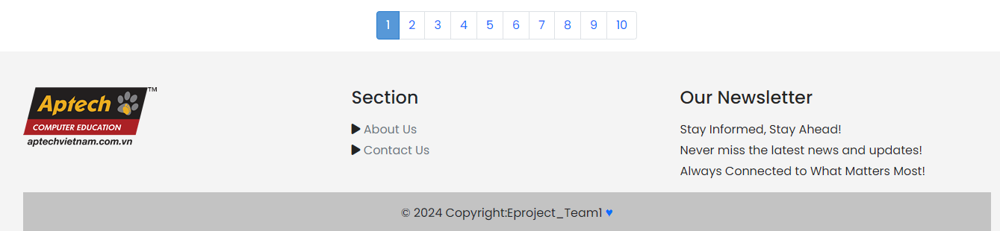 1 2 3 4 5 6 7 8 9 10
Aptech ™
COMPUTER EDUCATION
aptechvietnam.com.vn
Section
About Us
Contact Us
Our Newsletter
Stay Informed, Stay Ahead!
Never miss the latest news and updates!
Always Connected to What Matters Most!
© 2024 Copyright:Eproject_Team1 ♥